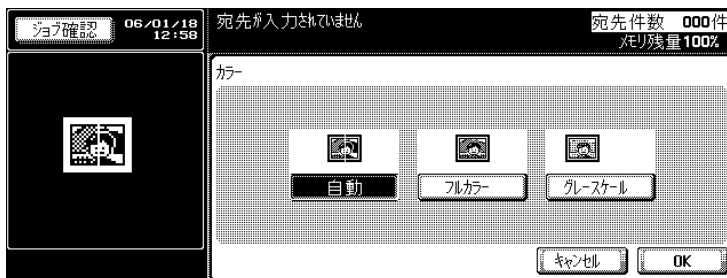 ジョブ確認
06/01/18
12:58
宛先が入力されていません
宛先件数 000件
メモリ残量100%
カラー
自動
フルカラー
グレースケール
キャンセル
OK